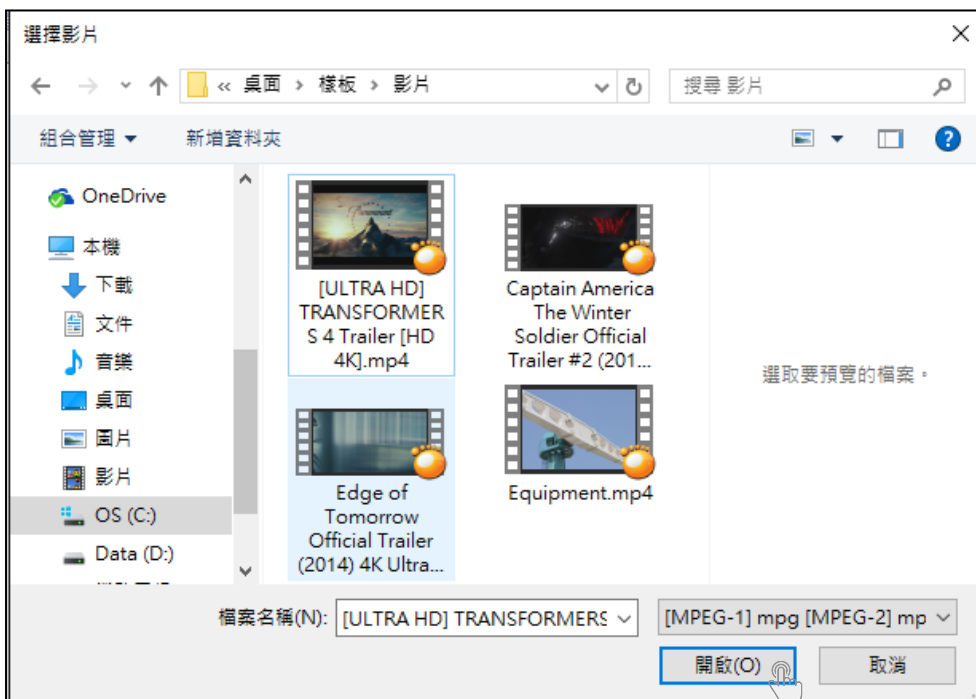 選擇影片
« 桌面 › 樣板 › 影片
搜尋 影片
組合管理
新增資料夾
OneDrive
本機
下載
文件
音樂
桌面
圖片
影片
OS (C:)
Data (D:)
[ULTRA HD]
TRANSFORMER
S 4 Trailer [HD
4K].mp4
Captain America
The Winter
Soldier Official
Trailer #2 (201...
Edge of
Tomorrow
Official Trailer
(2014) 4K Ultra...
Equipment.mp4
選取要預覽的檔案。
檔案名稱(N):
[ULTRA HD] TRANSFORMERS
[MPEG-1] mpg [MPEG-2] mp
開啟(O)
取消